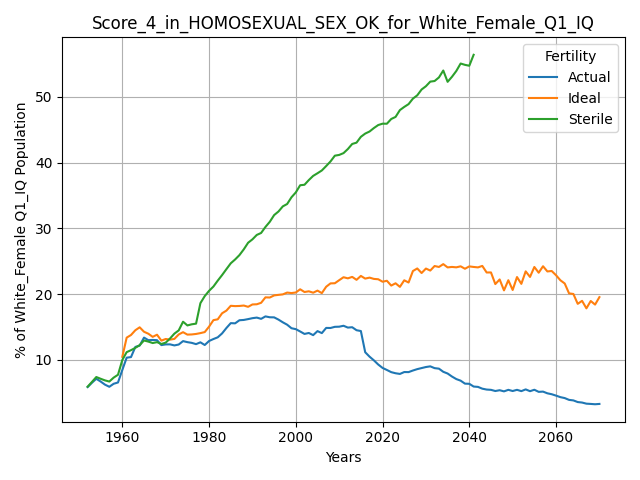 Score_4_in_HOMOSEXUAL_SEX_OK_for_White_Female_Q1_IQ
% of White_Female Q1_IQ Population
50
40
30
20
10
Fertility
Actual
Ideal
Sterile
1960
1980
2000
2020
2040
2060
Years